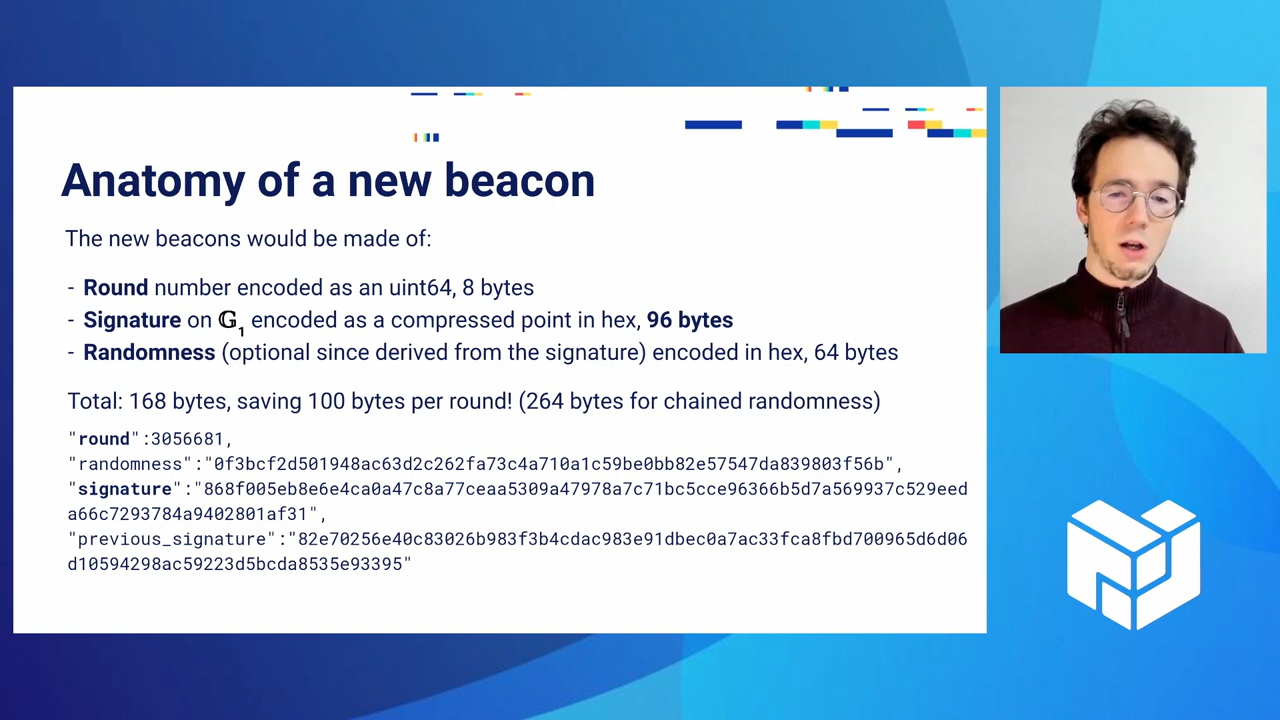 Anatomy of a new beacon
The new beacons would be made of:
- Round number encoded as an uint64, 8 bytes
- Signature on 𝔾₁ encoded as a compressed point in hex, 96 bytes
- Randomness (optional since derived from the signature) encoded in hex, 64 bytes
Total: 168 bytes, saving 100 bytes per round! (264 bytes for chained randomness)
"round":3056681,
"randomness":"0f3bcf2d501948ac63d2c262fa73c4a710a1c59be0bb82e57547da839803f56b",
"signature":"868f005eb8e6e4ca0a47c8a77ceaa5309a47978a7c71bc5cce96366b5d7a569937c529eed
a66c7293784a9402801af31",
"previous_signature":"82e70256e40c83026b983f3b4cdac983e91dbec0a7ac33fca8fbd700965d6d06
d10594298ac59223d5bcda8535e93395"